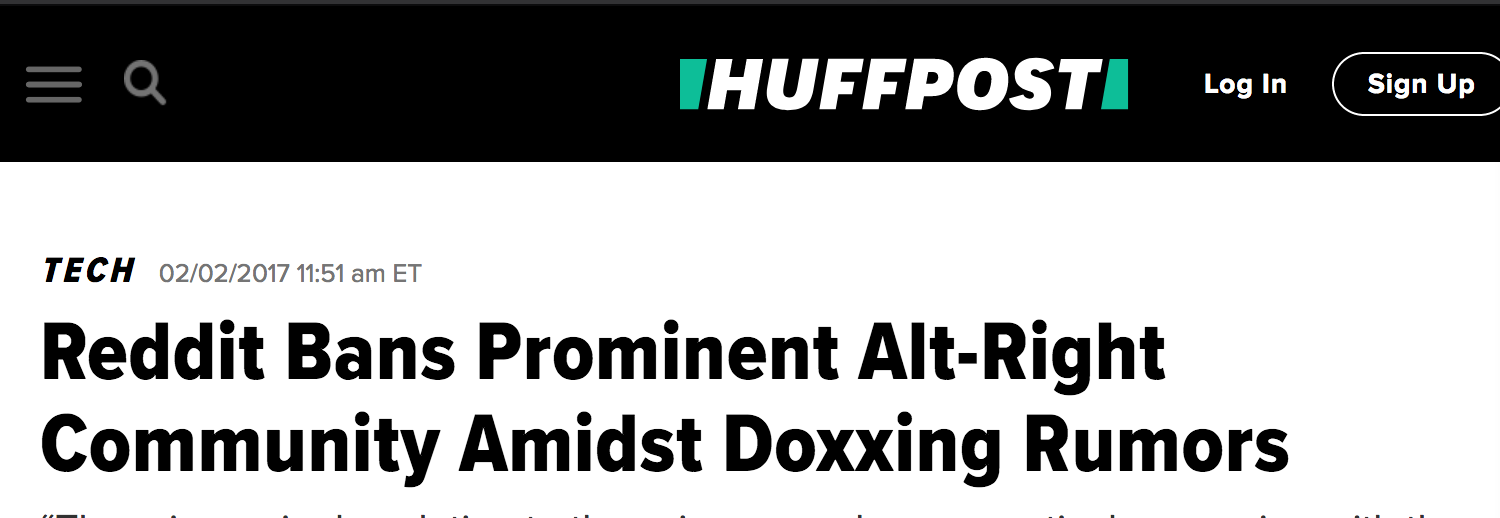 HUFFPOST
Log In
Sign Up
TECH 02/02/2017 11:51 am ET
Reddit Bans Prominent Alt-Right
Community Amidst Doxxing Rumors